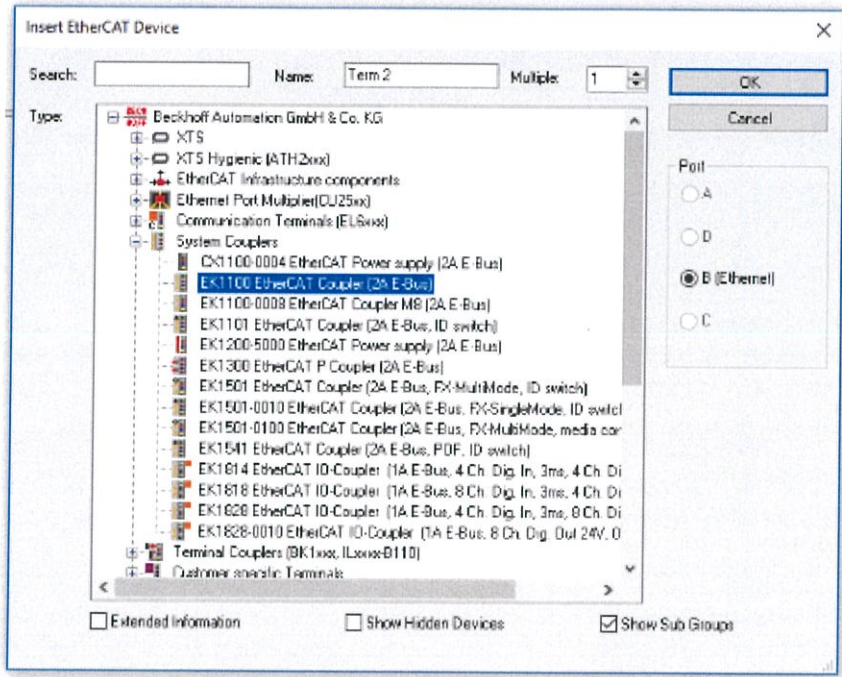 Insert EtherCAT Device
Search: Name: Term 2 Multiple: 1 OK
Type: Beckhoff Automation GmbH & Co. KG Cancel
XTS
XTS Hygienic (ATH2xxx)
EtherCAT Infrastructure components
Ethernet Port Multiplier(CU25xx)
Communication Terminals (EL6xxx)
System Couplers
CX1100-0004 EtherCAT Power supply (2A E-Bus)
EK1100 EtherCAT Coupler (2A E-Bus)
EK1100-0008 EtherCAT Coupler M8 (2A E-Bus)
EK1101 EtherCAT Coupler (2A E-Bus, ID switch)
EK1200-5000 EtherCAT Power supply (2A E-Bus)
EK1300 EtherCAT P Coupler (2A E-Bus)
EK1501 EtherCAT Coupler (2A E-Bus, FX-MultiMode, ID switch)
EK1501-0010 EtherCAT Coupler (2A E-Bus, FX-SingleMode, ID switcl
EK1501-0100 EtherCAT Coupler (2A E-Bus, FX-MultiMode, media con
EK1541 EtherCAT Coupler (2A E-Bus, POF, ID switch)
EK1814 EtherCAT IO-Coupler (1A E-Bus, 4 Ch. Dig. In, 3ms, 4 Ch. Di
EK1818 EtherCAT IO-Coupler (1A E-Bus, 8 Ch. Dig. In, 3ms, 4 Ch. Di
EK1828 EtherCAT IO-Coupler (1A E-Bus, 4 Ch. Dig. In, 3ms, 8 Ch. Di
EK1828-0010 EtherCAT IO-Coupler (1A E-Bus, 8 Ch. Dig. Out 24V, 0
Terminal Couplers (BK1xxx, ILxxxx-B110)
Customer specific Terminals
Port
A
D
B (Ethernet)
C
Extended Information Show Hidden Devices Show Sub Groups